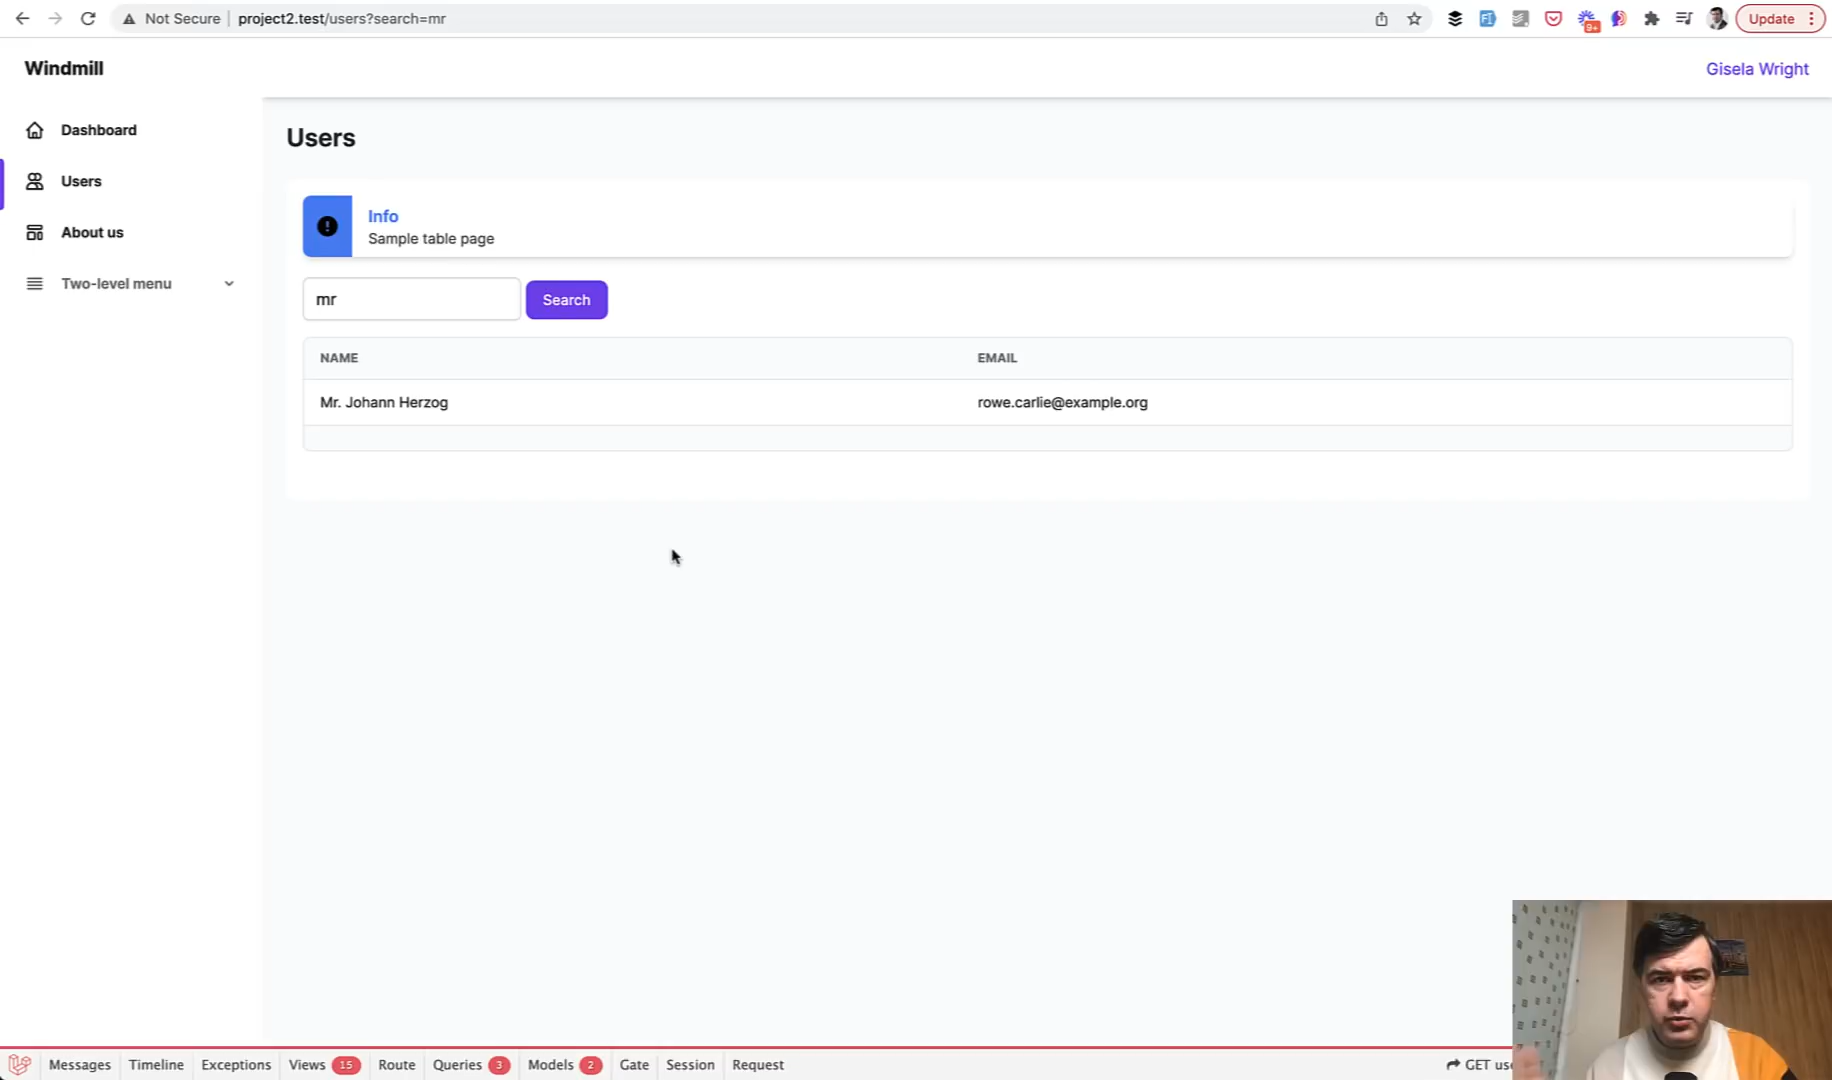 Not Secure
project2.test/users?search=mr
9+
Update
Windmill
Gisela Wright
Dashboard
Users
About us
Two-level menu
Users
Info
Sample table page
mr
Search
NAME EMAIL
Mr. Johann Herzog rowe.carlie@example.org
Messages Timeline Exceptions Views 15 Route Queries 3 Models 2 Gate Session Request GET